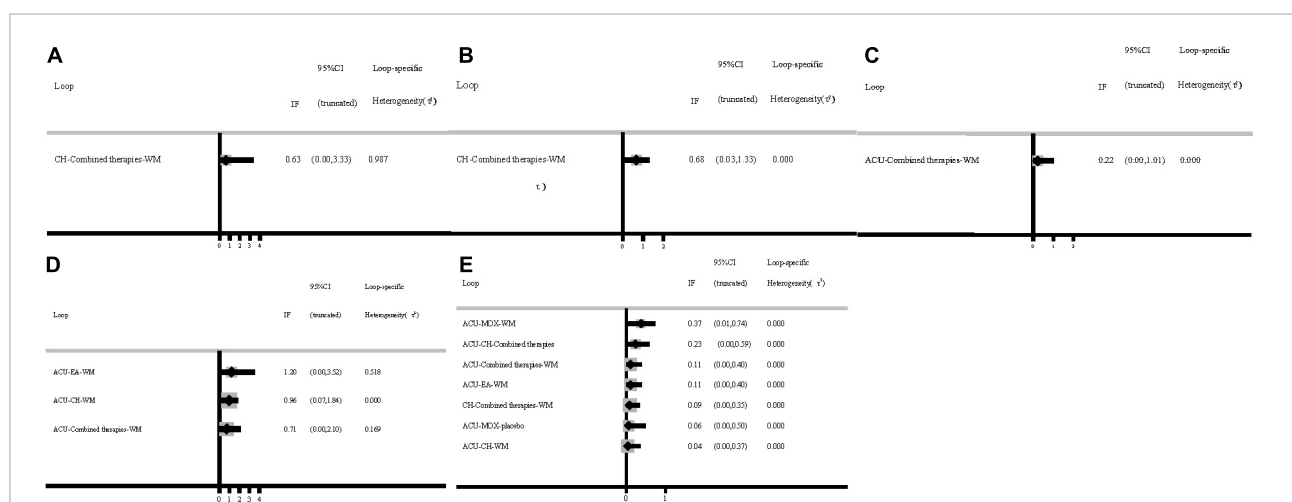 A
95%CI
Loop-specific
Loop
IF
(truncated)
Heterogeneity(τ²)
CH-Combined therapies-WM
0.63
(0.00,3.33)
0.987
0 1 2 3 4
B
95%CI
Loop-specific
Loop
IF
(truncated)
Heterogeneity(τ²)
CH-Combined therapies-WM
0.68
(0.03,1.33)
0.000
τ)
0 1 2
C
95%CI
Loop-specific
Loop
IF
(truncated)
Heterogeneity(τ²)
ACU-Combined therapies-WM
0.22
(0.00,1.01)
0.000
0 1
D
95%CI
Loop-specific
Loop
IF
(truncated)
Heterogeneity( τ²)
ACU-EA-WM
1.20
(0.00,3.52)
0.518
ACU-CH-WM
0.96
(0.07,1.84)
0.000
ACU-Combined therapies-WM
0.71
(0.00,2.10)
0.169
0 1 2 3 4
E
95%CI
Loop-specific
Loop
IF
(truncated)
Heterogeneity( τ²)
ACU-MOX-WM
0.37
(0.01,0.74)
0.000
ACU-CH-Combined therapies
0.23
(0.00,0.59)
0.000
ACU-Combined therapies-WM
0.11
(0.00,0.40)
0.000
ACU-EA-WM
0.11
(0.00,0.40)
0.000
CH-Combined therapies-WM
0.09
(0.00,0.35)
0.000
ACU-MOX-placebo
0.06
(0.00,0.50)
0.000
ACU-CH-WM
0.04
(0.00,0.37)
0.000
0 1